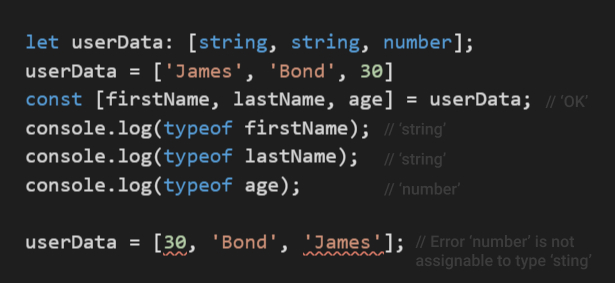 let userData: [string, string, number];
userData = ['James', 'Bond', 30]
const [firstName, lastName, age] = userData; // 'OK'
console.log(typeof firstName); // 'string'
console.log(typeof lastName); // 'string'
console.log(typeof age); // 'number'
userData = [30, 'Bond', 'James']; // Error 'number' is not
assignable to type 'sting'